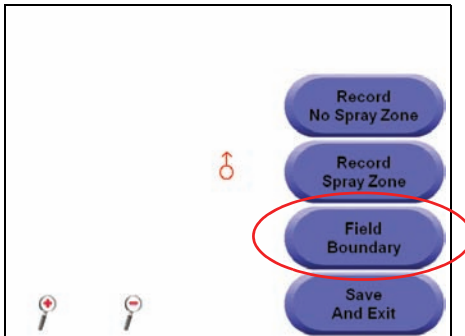 Record
No Spray Zone
Record
Spray Zone
Field
Boundary
Save
And Exit